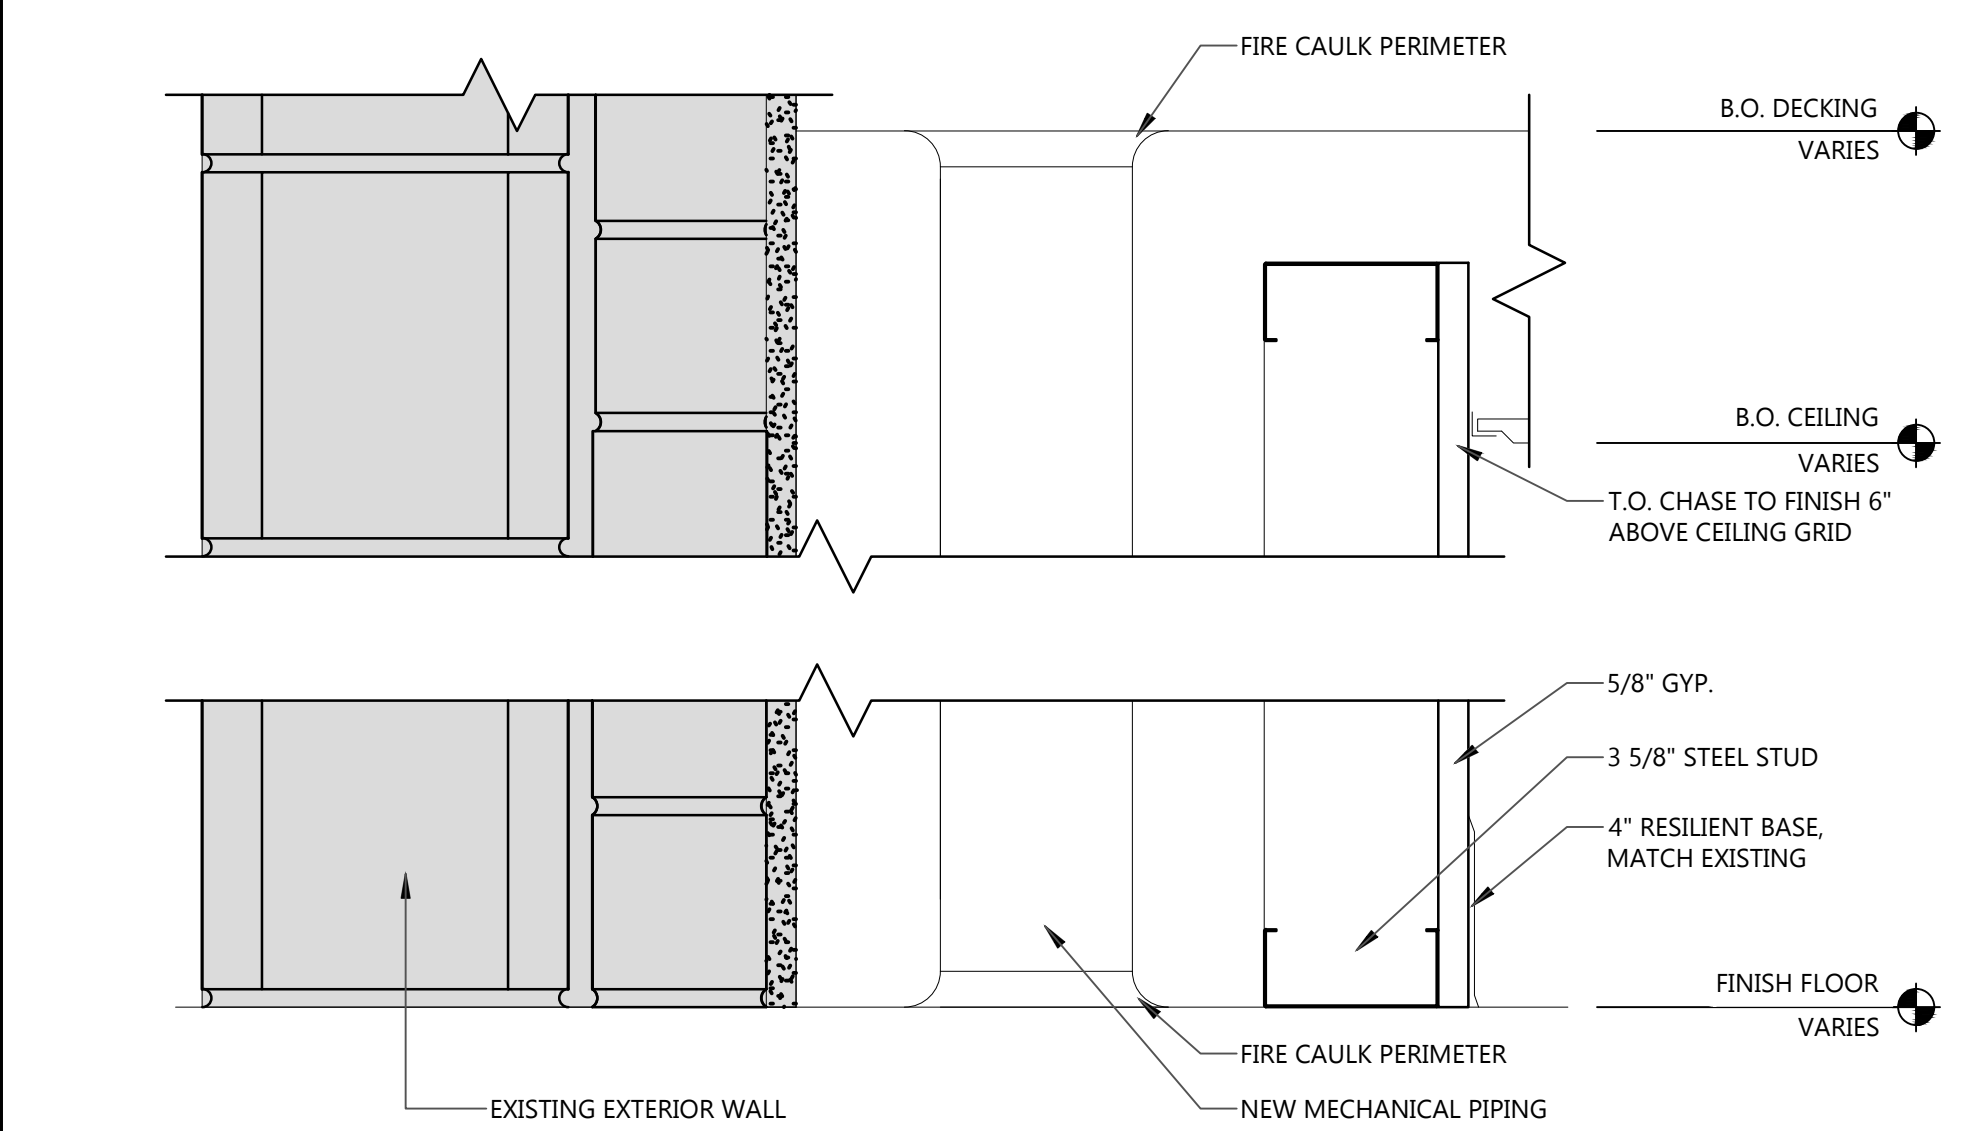 FIRE CAULK PERIMETER
B.O. DECKING
VARIES
B.O. CEILING
VARIES
T.O. CHASE TO FINISH 6"
ABOVE CEILING GRID
5/8" GYP.
3 5/8" STEEL STUD
4" RESILIENT BASE,
MATCH EXISTING
FINISH FLOOR
VARIES
FIRE CAULK PERIMETER
EXISTING EXTERIOR WALL
NEW MECHANICAL PIPING